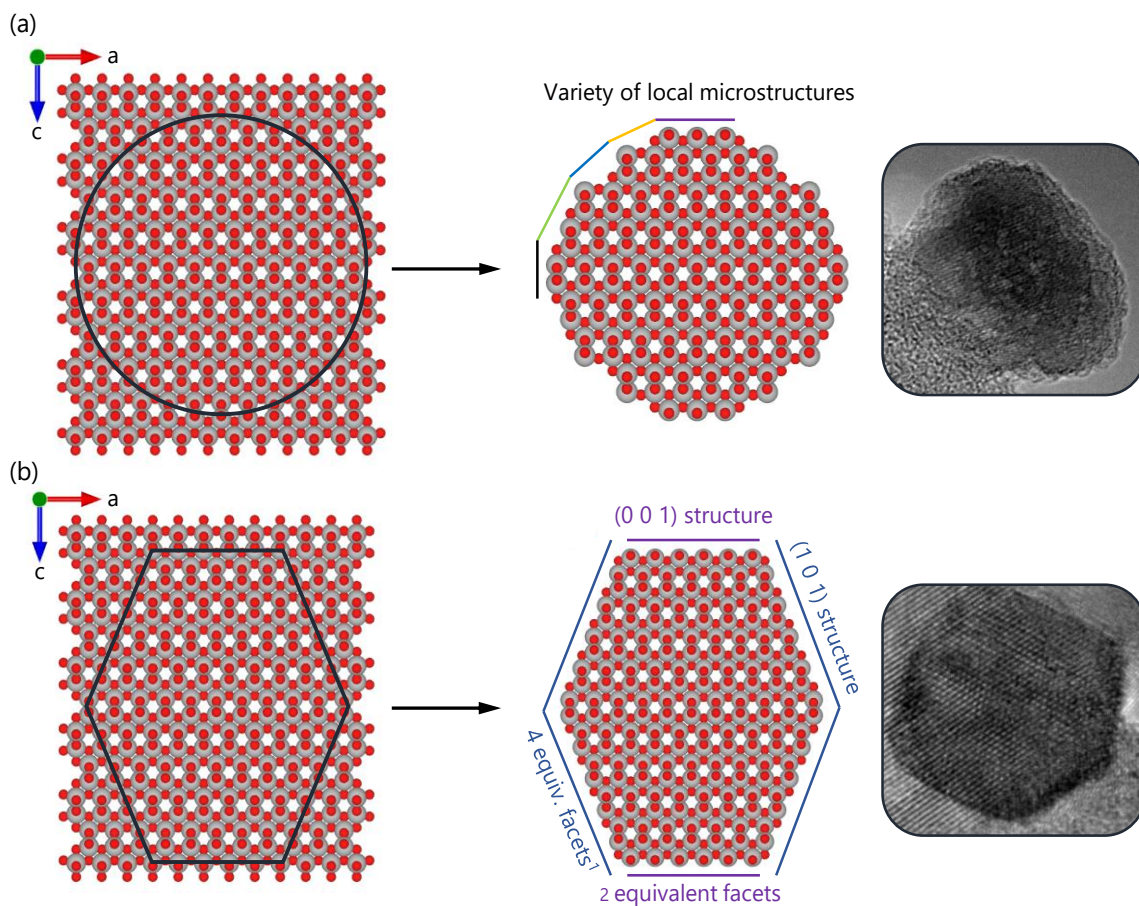 (a)
a
c
Variety of local microstructures
(b)
a
c
(0 0 1) structure
(1 0 1) structure
4 equiv. facets¹
2 equivalent facets